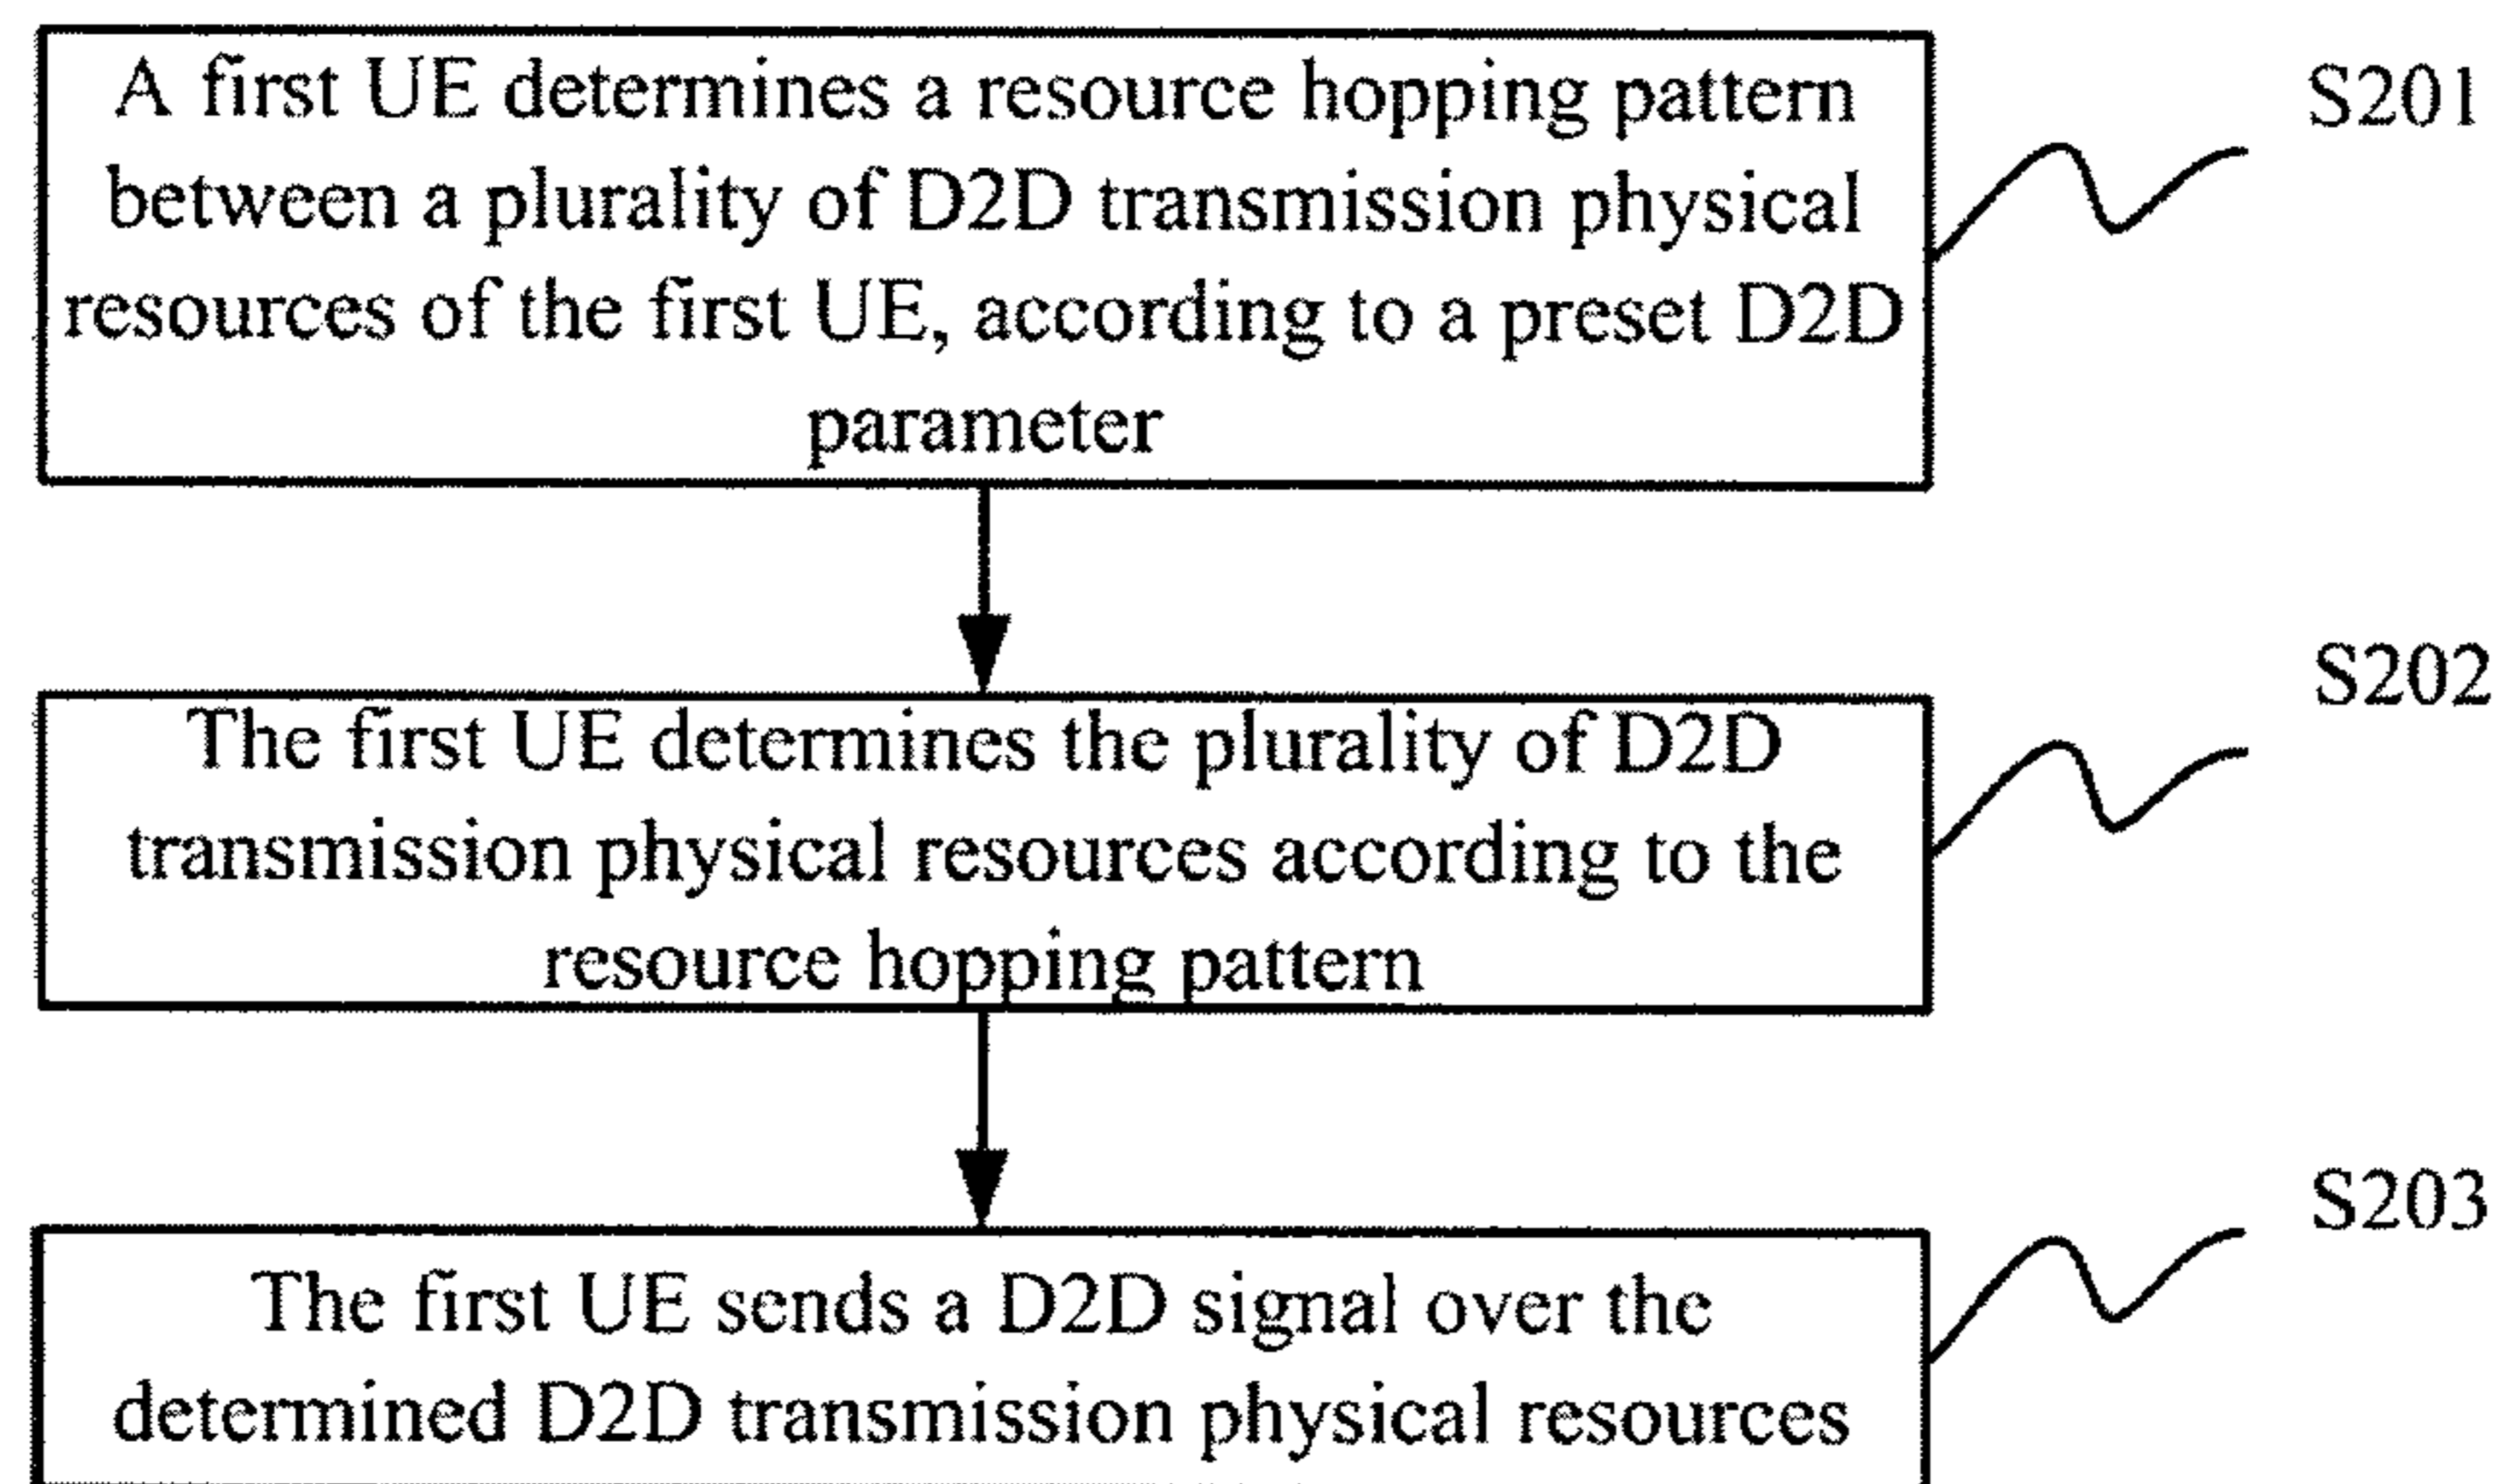 A first UE determines a resource hopping pattern
between a plurality of D2D transmission physical
resources of the first UE, according to a preset D2D
parameter
S201
The first UE determines the plurality of D2D
transmission physical resources according to the
resource hopping pattern
S202
The first UE sends a D2D signal over the
determined D2D transmission physical resources
S203